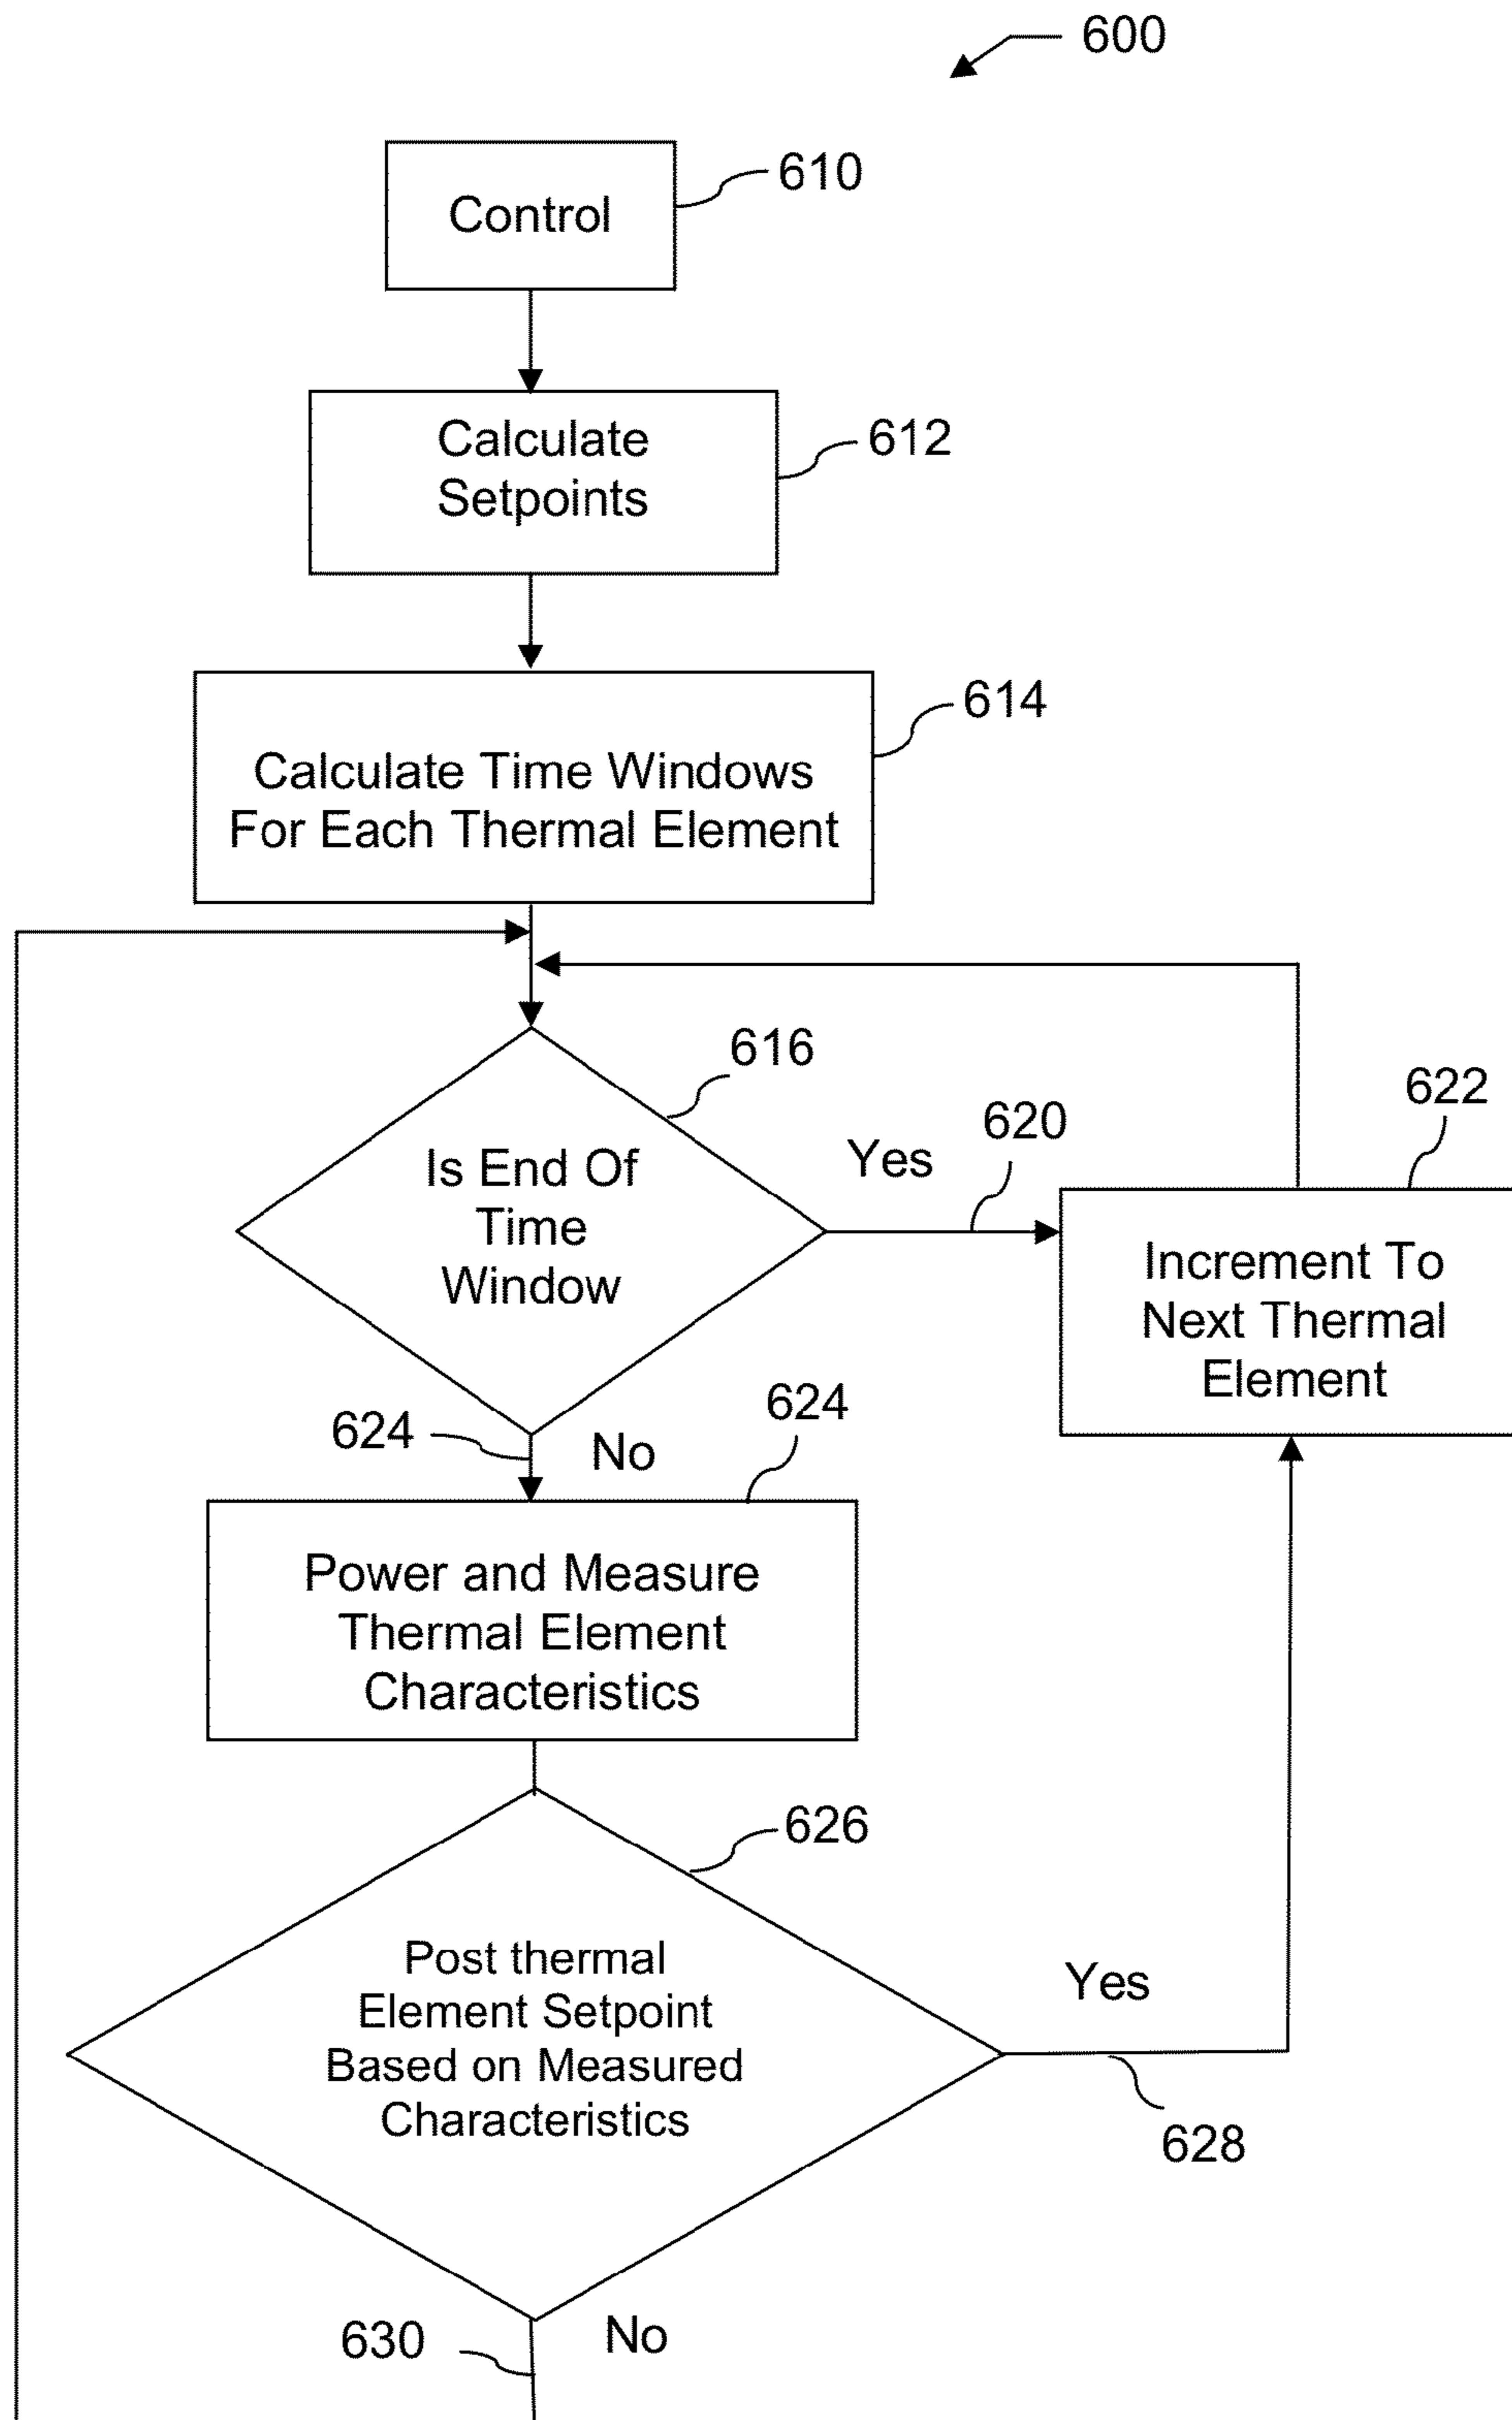 600
Control
610
Calculate
Setpoints
612
614
Calculate Time Windows
For Each Thermal Element
616
Is End Of
Time
Window
Yes
620
622
Increment To
Next Thermal
Element
624
No
624
Power and Measure
Thermal Element
Characteristics
626
Post thermal
Element Setpoint
Based on Measured
Characteristics
Yes
628
630
No